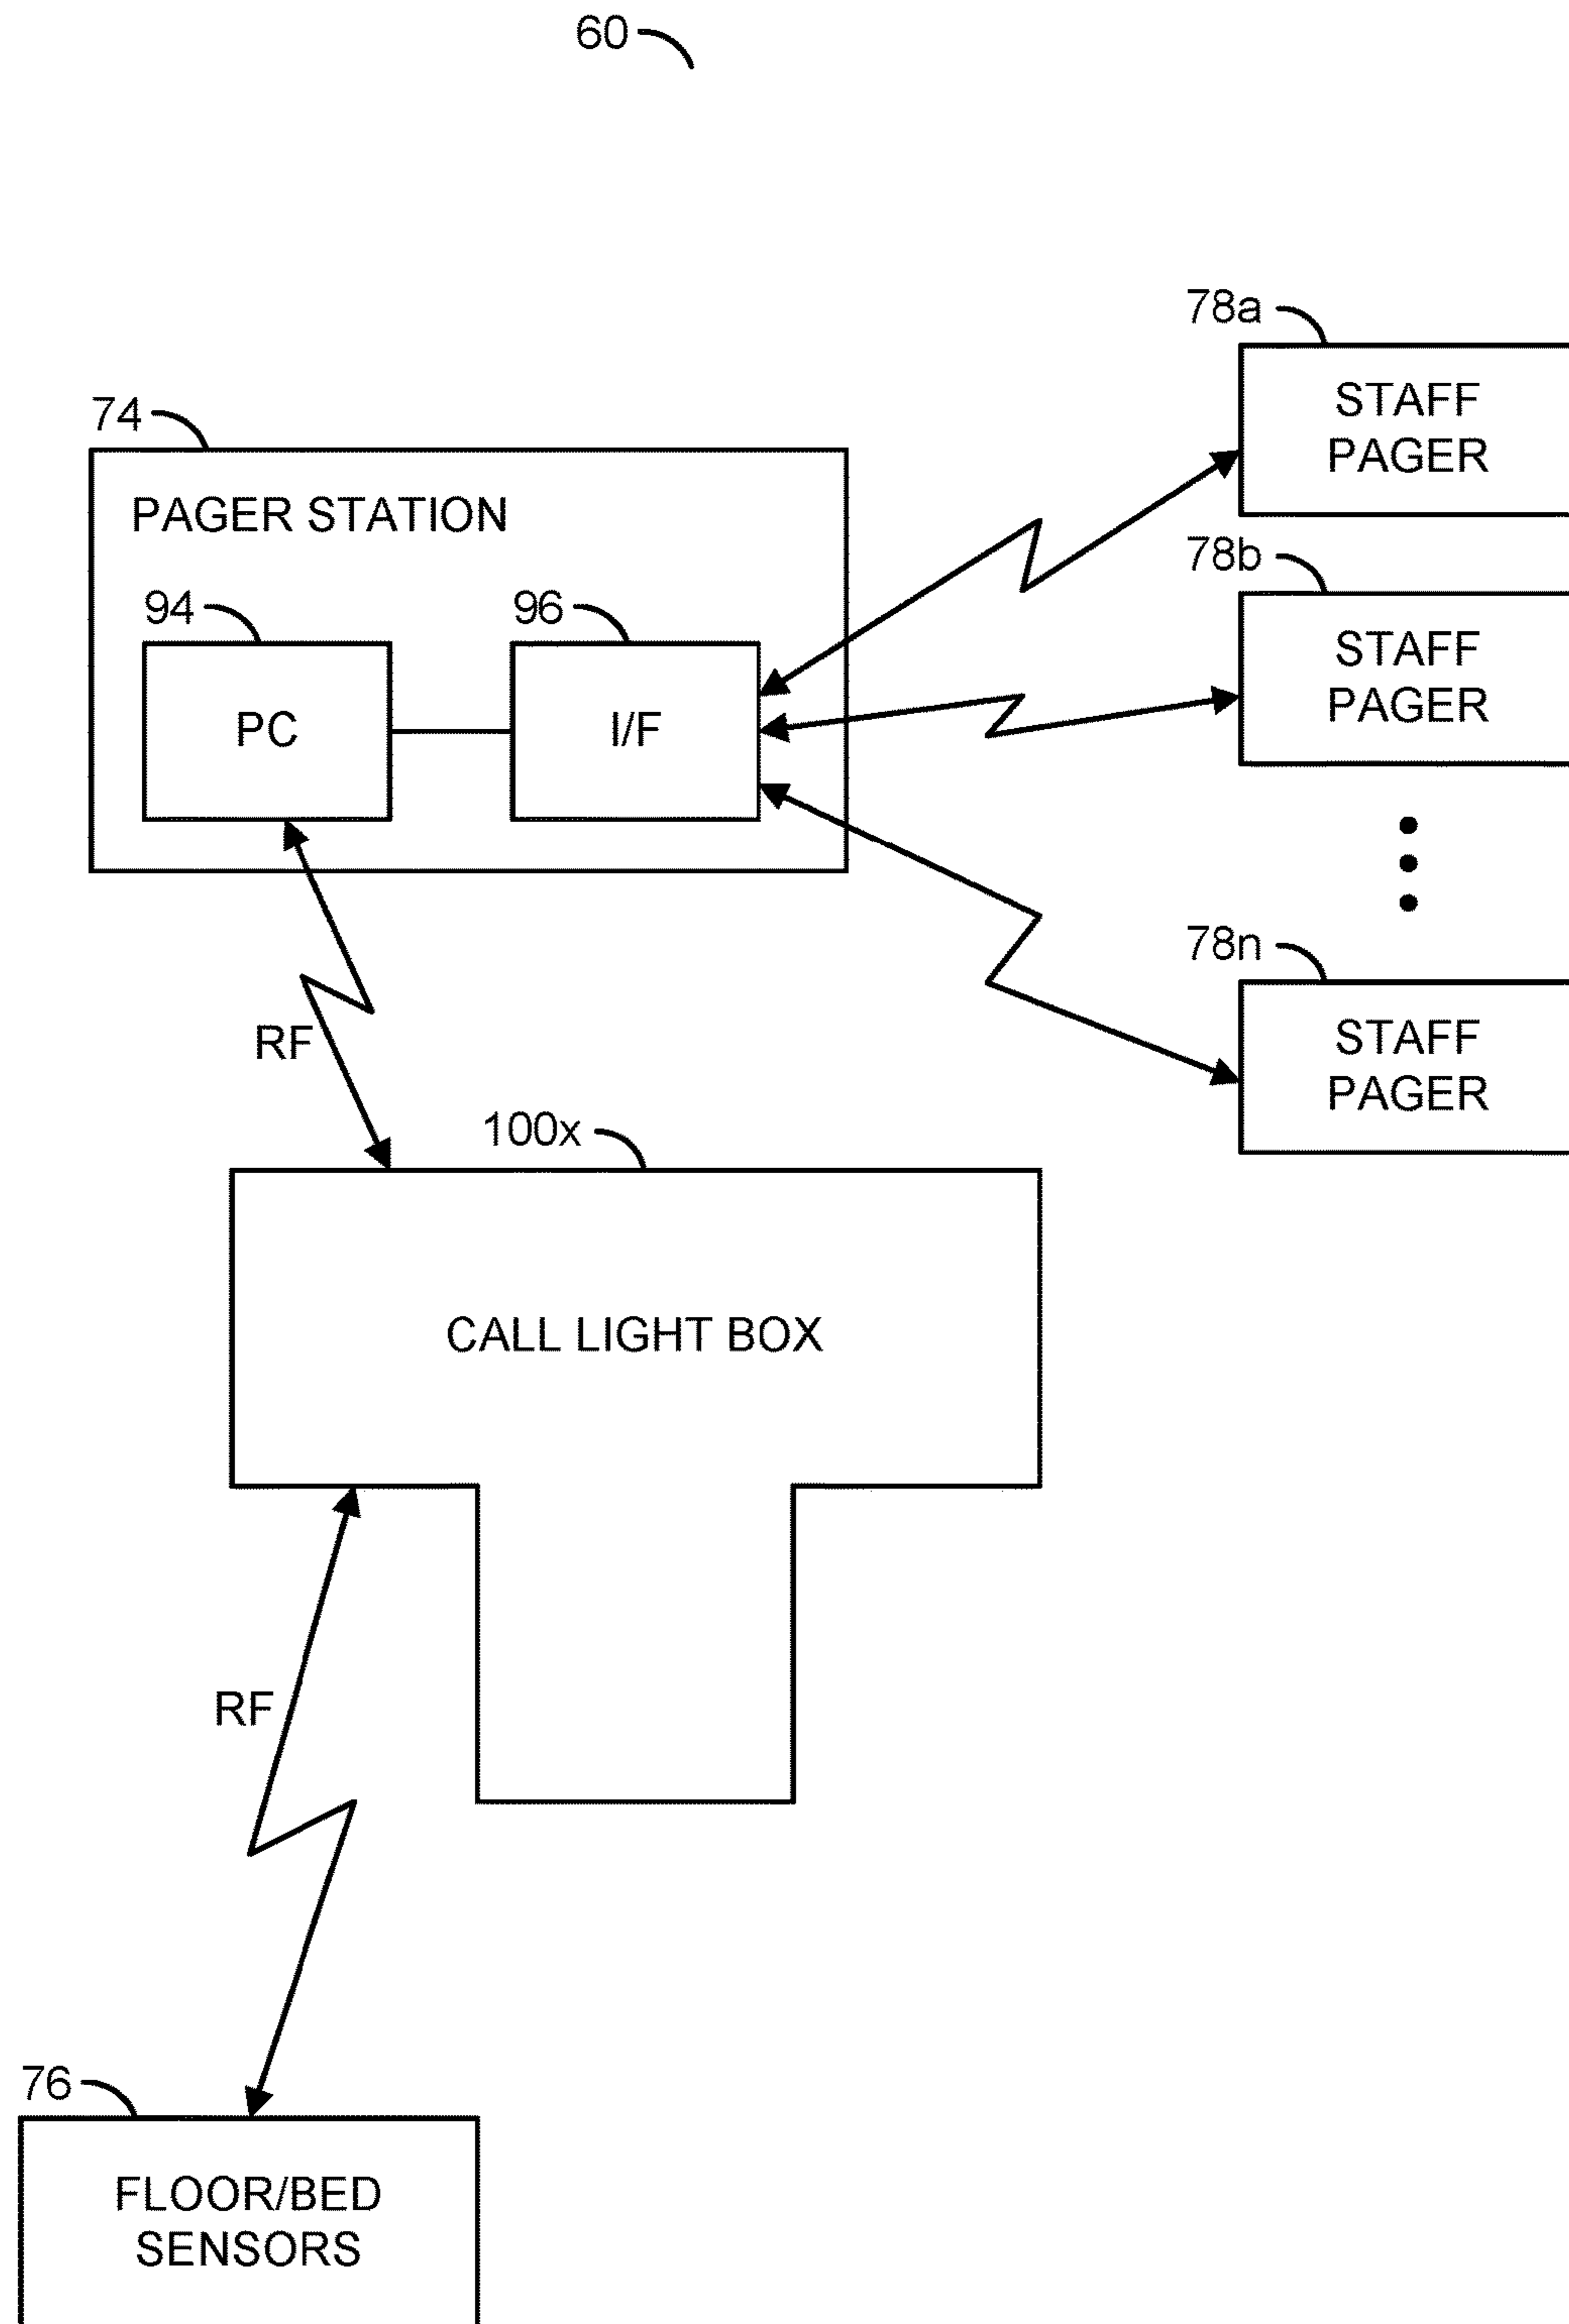 60
78a
STAFF
PAGER
74
PAGER STATION
78b
94
96
STAFF
PAGER
PC
I/F
78n
STAFF
PAGER
RF
100x
CALL LIGHT BOX
RF
76
FLOOR/BED
SENSORS